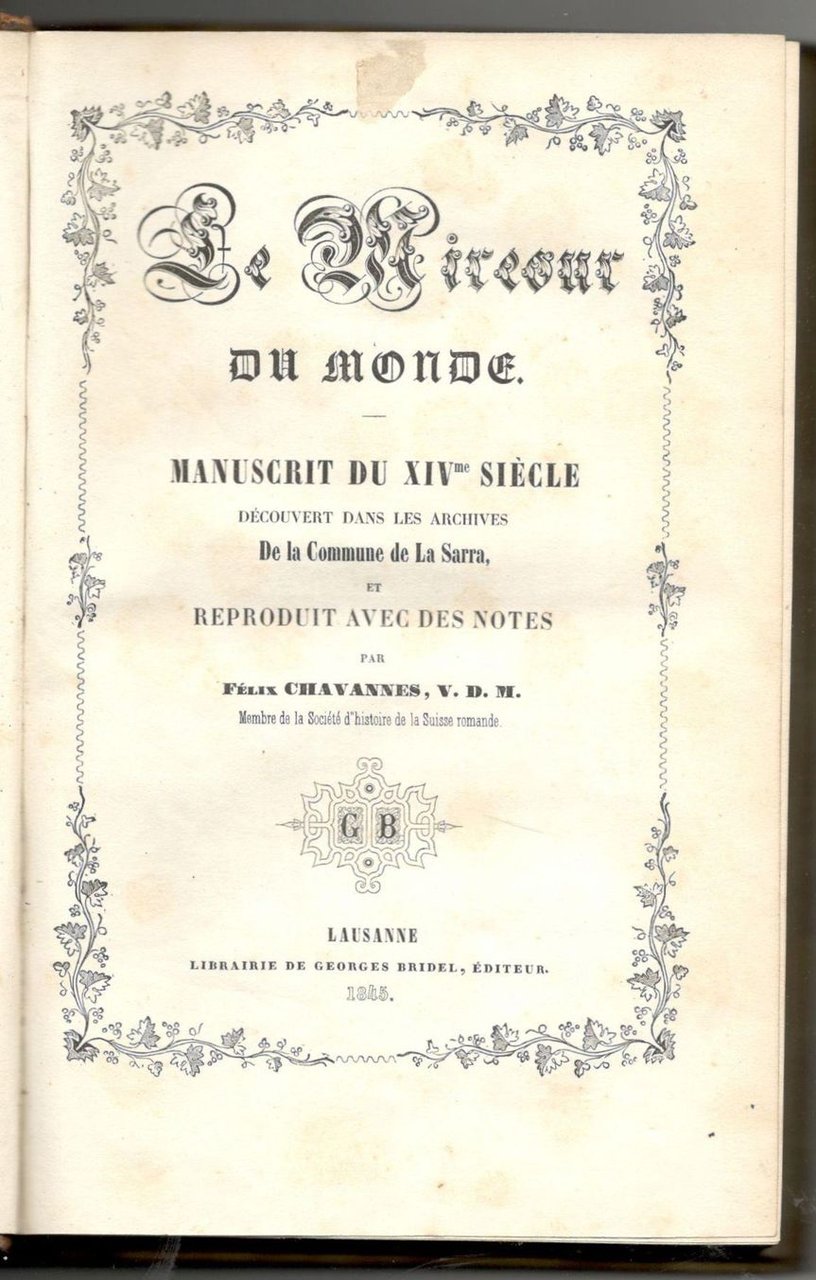 Le Mireour
DU MONDE.
MANUSCRIT DU XIVme SIÈCLE
DÉCOUVERT DANS LES ARCHIVES
De la Commune de La Sarra,
ET
REPRODUIT AVEC DES NOTES
PAR
FÉLIX CHAVANNES, V. D. M.
Membre de la Société d'histoire de la Suisse romande.
G B
LAUSANNE
LIBRAIRIE DE GEORGES BRIDEL, ÉDITEUR.
1845.